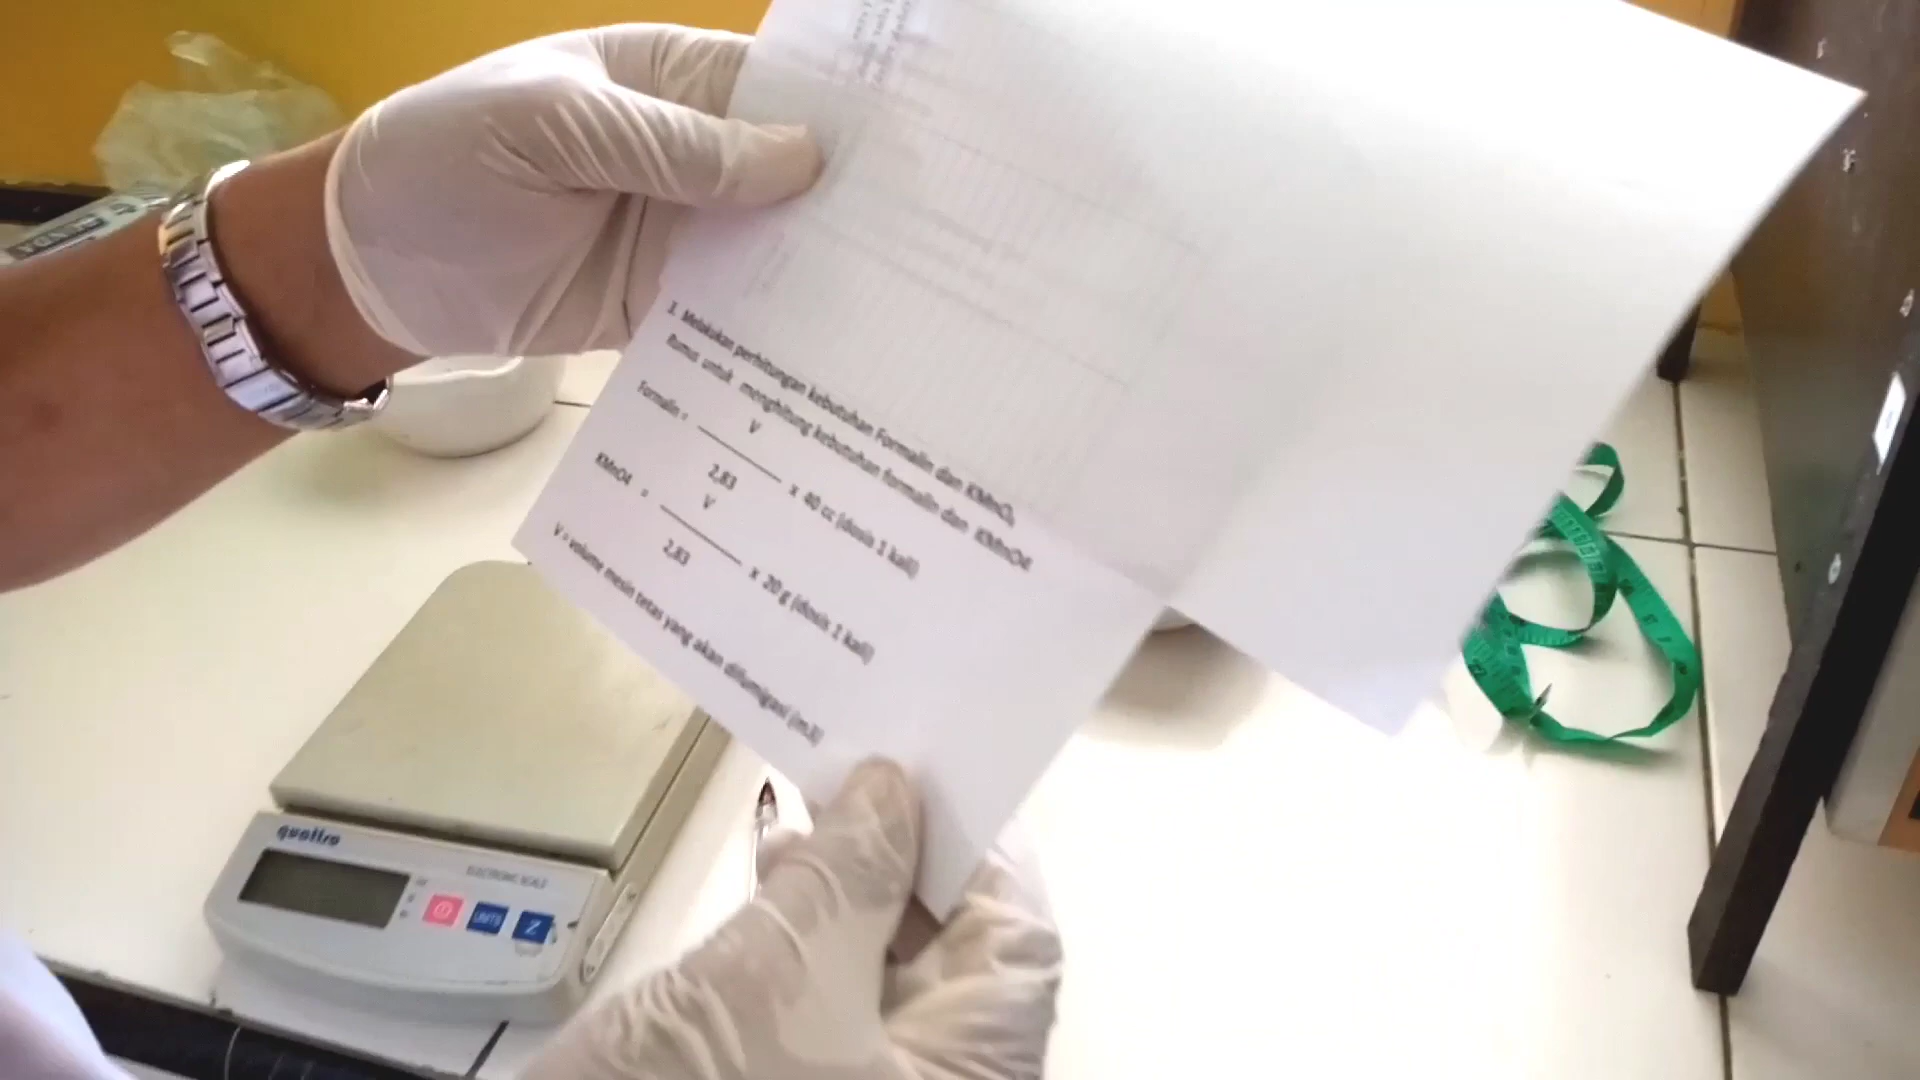 3. Melakukan perhitungan kebutuhan Formalin dan KMnO₄
Rumus untuk menghitung kebutuhan formalin dan KMnO4
Formalin = V
2,83 x 40 cc (dosis 1 kali)
KMnO4 = V
2,83 x 20 g (dosis 1 kali)
V = volume mesin tetas yang akan difumigasi (m3)
quattro
ELECTRONIC SCALE
UNITS
Z